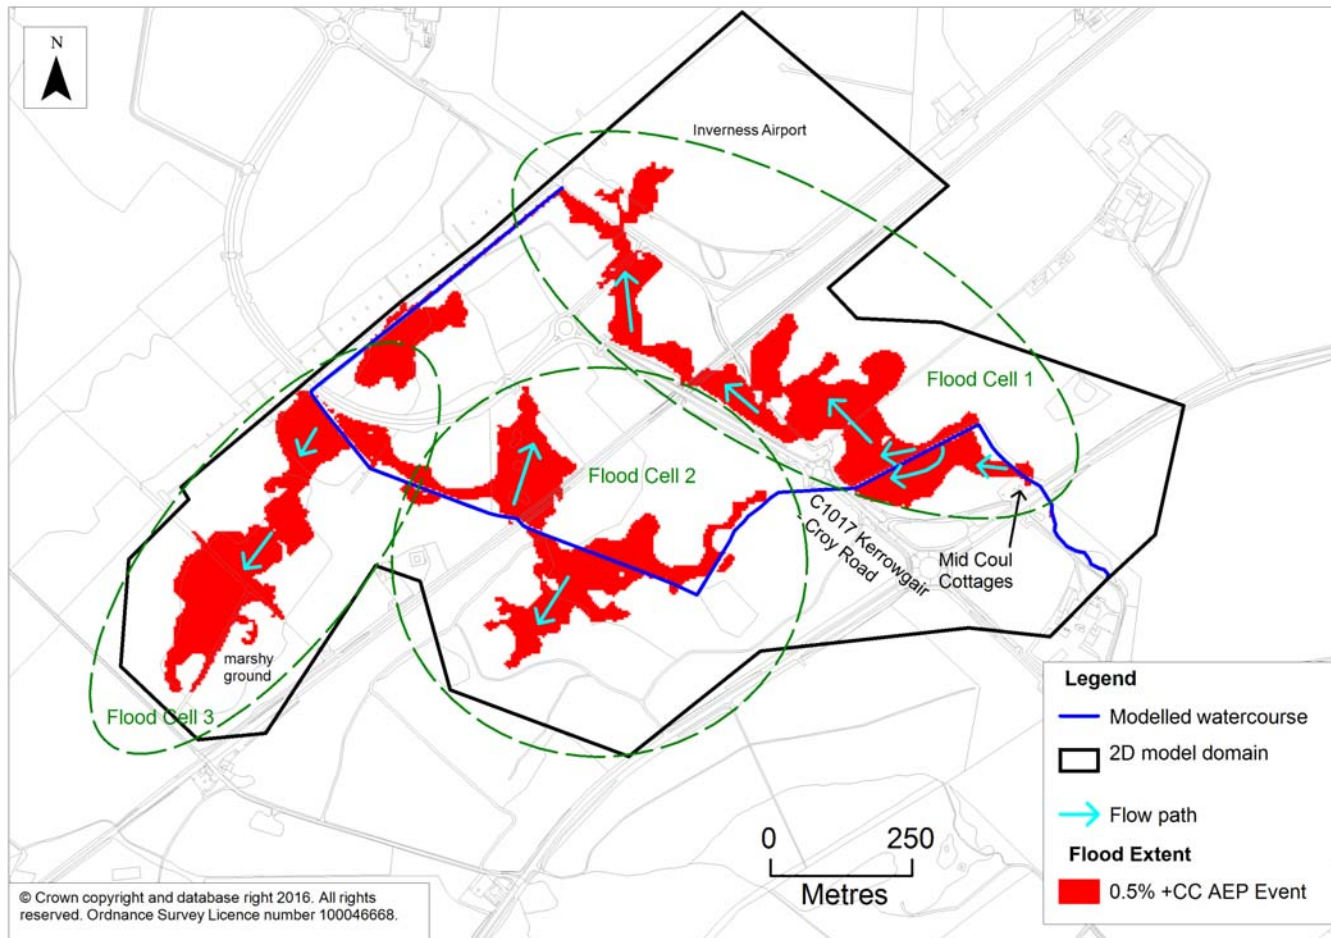 N
Inverness Airport
Flood Cell 1
Flood Cell 2
C1017 Kerrowgair
- Croy Road
Mid Coul
Cottages
marshy
ground
Flood Cell 3
Legend
Modelled watercourse
2D model domain
Flow path
Flood Extent
0.5% +CC AEP Event
0 250
Metres
© Crown copyright and database right 2016. All rights
reserved. Ordnance Survey Licence number 100046668.